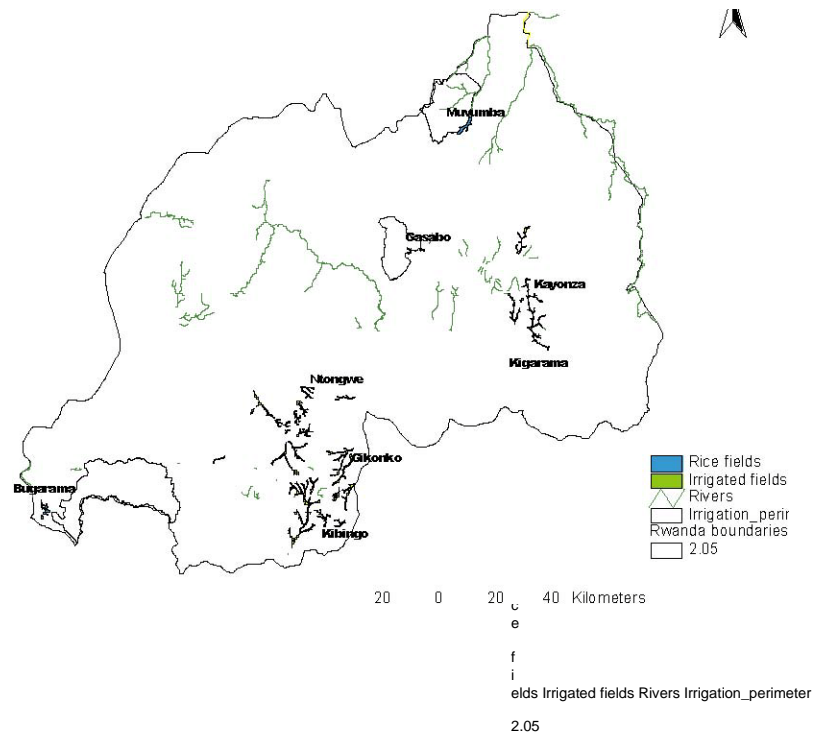 Muvumba
Gasabo
Kayonza
Kigarama
Ntongwe
Gikonko
Bugarama
Kibingo
Rice fields
Irrigated fields
Rivers
Irrigation_perir
Rwanda boundaries
2.05
20 0 20 40 Kilometers
c
e
f
i
elds Irrigated fields Rivers Irrigation_perimeter
2.05